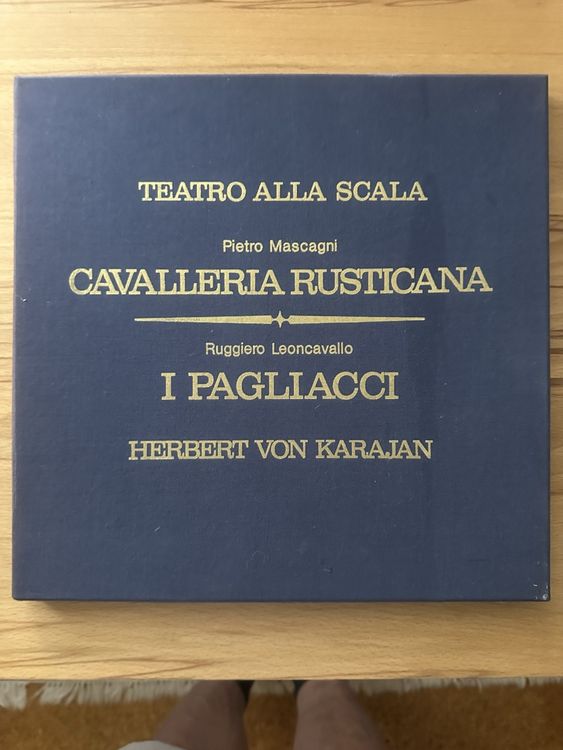 TEATRO ALLA SCALA
Pietro Mascagni
CAVALLERIA RUSTICANA
Ruggiero Leoncavallo
I PAGLIACCI
HERBERT VON KARAJAN